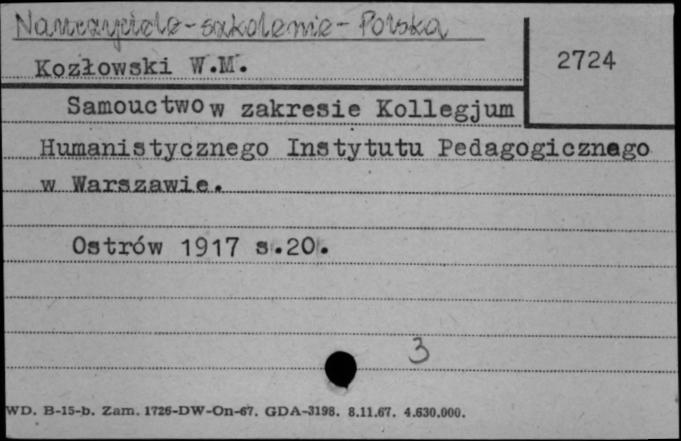 Nauczyciele-szkolenie-Polska
Kozłowski W.M.
2724
Samouctwo w zakresie Kollegjum
Humanistycznego Instytutu Pedagogicznego
w Warszawie.
Ostrów 1917 s.20.
3
WD. B-15-b. Zam. 1726-DW-On-67. GDA-3198. 8.11.67. 4.630.000.